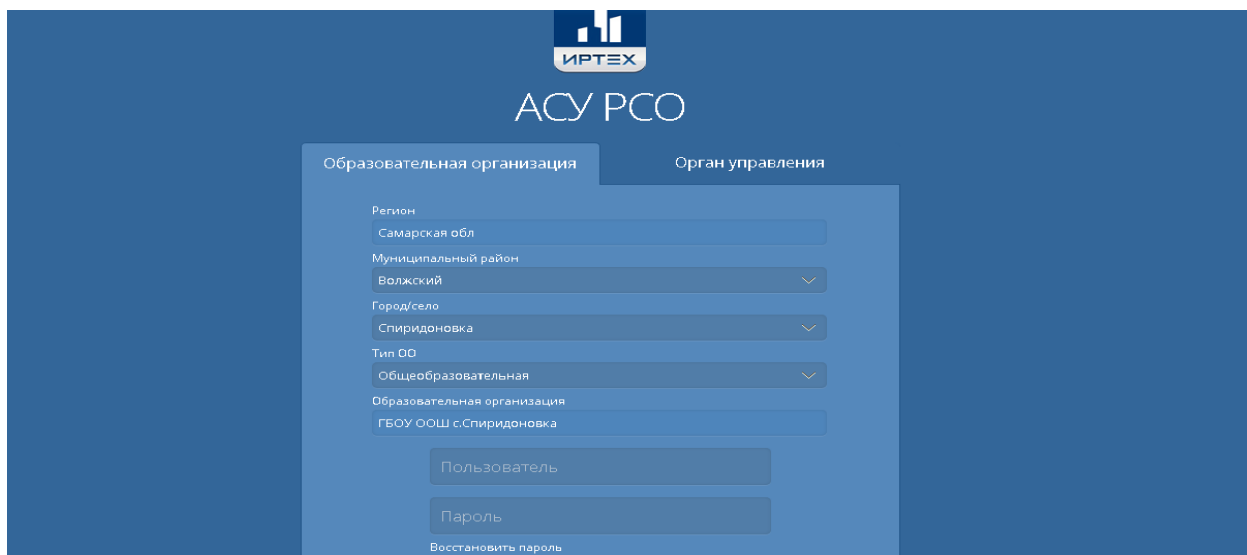 ИРТЕХ
АСУ РСО
Образовательная организация
Орган управления
Регион
Самарская обл
Муниципальный район
Волжский
Город/село
Спиридоновка
Тип ОО
Общеобразовательная
Образовательная организация
ГБОУ ООШ с.Спиридоновка
Пользователь
Пароль
Восстановить пароль